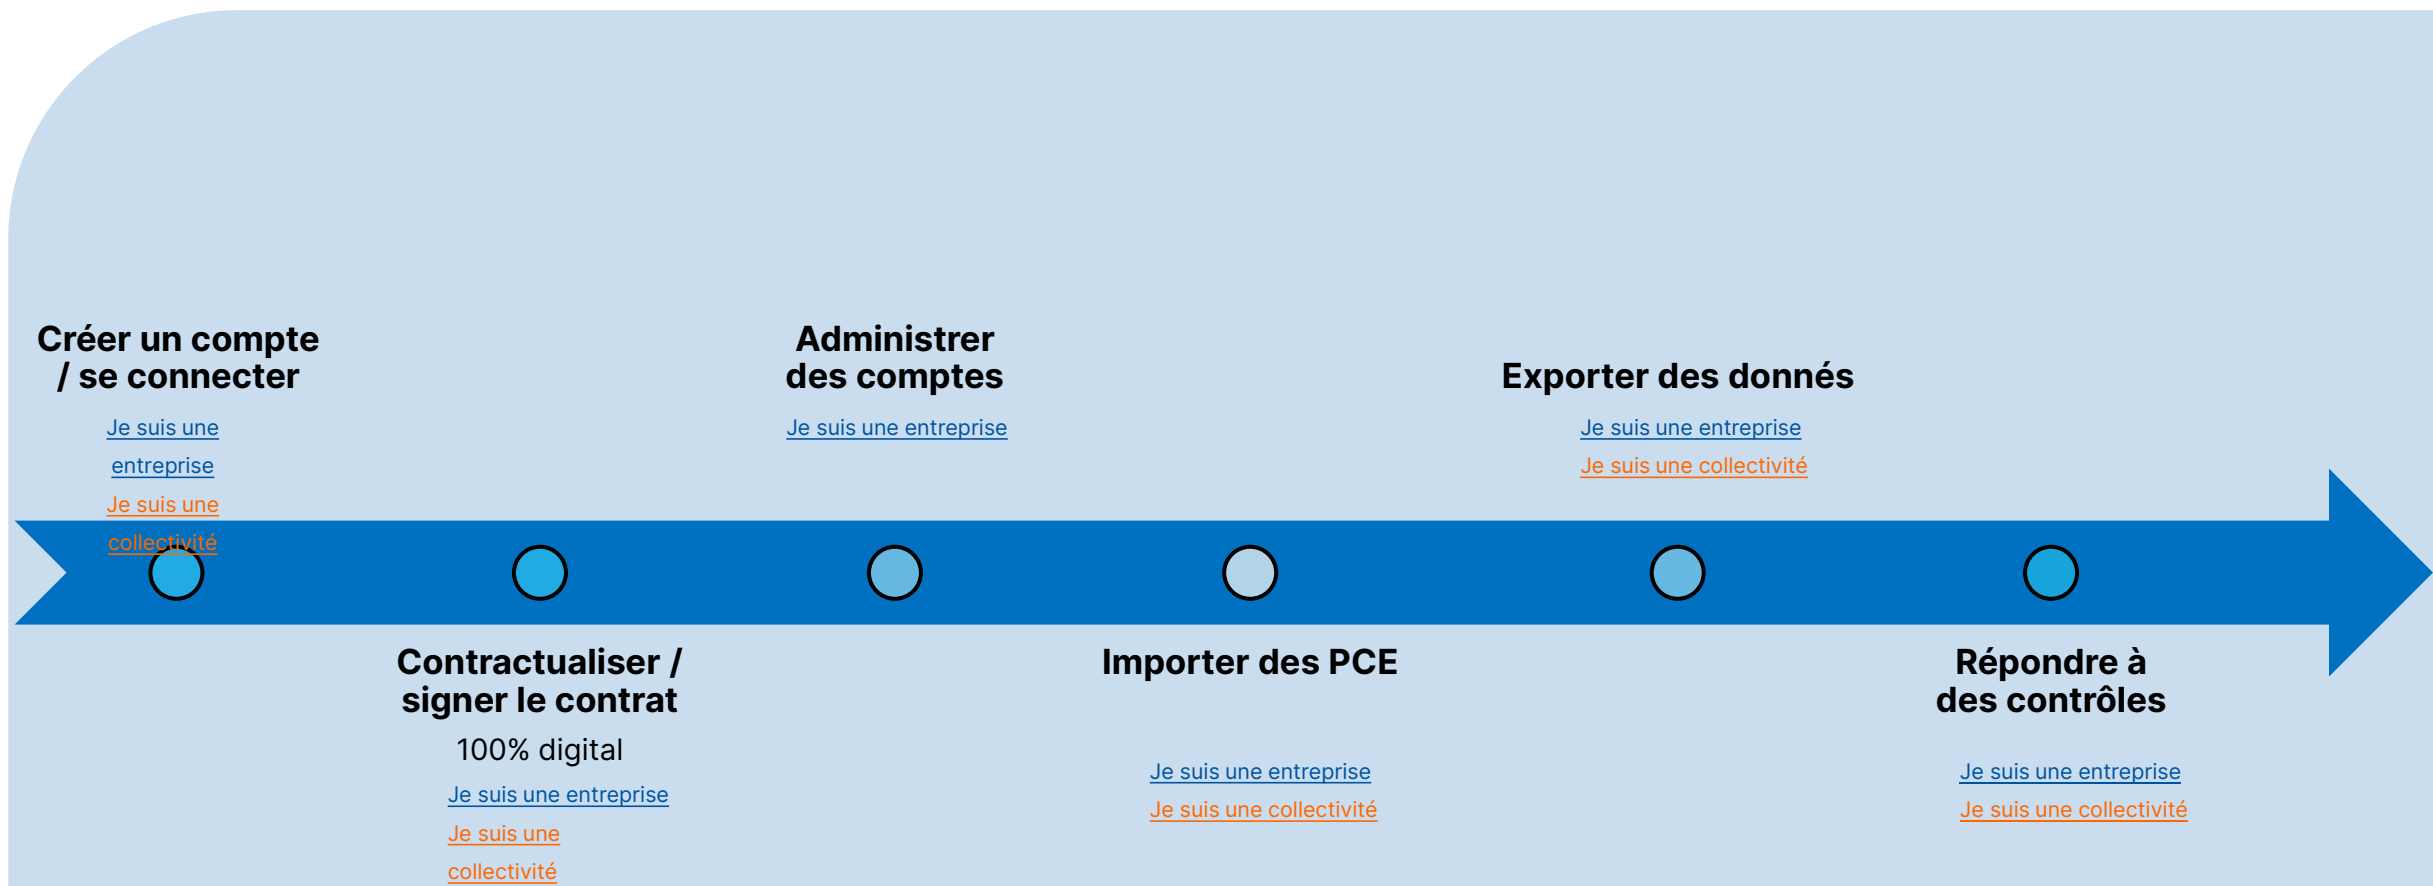 Créer un compte
/ se connecter
Je suis une
entreprise
Je suis une
collectivité
Contractualiser /
signer le contrat
100% digital
Je suis une entreprise
Je suis une
collectivité
Administrer
des comptes
Je suis une entreprise
Importer des PCE
Je suis une entreprise
Je suis une collectivité
Exporter des donnés
Je suis une entreprise
Je suis une collectivité
Répondre à
des contrôles
Je suis une entreprise
Je suis une collectivité